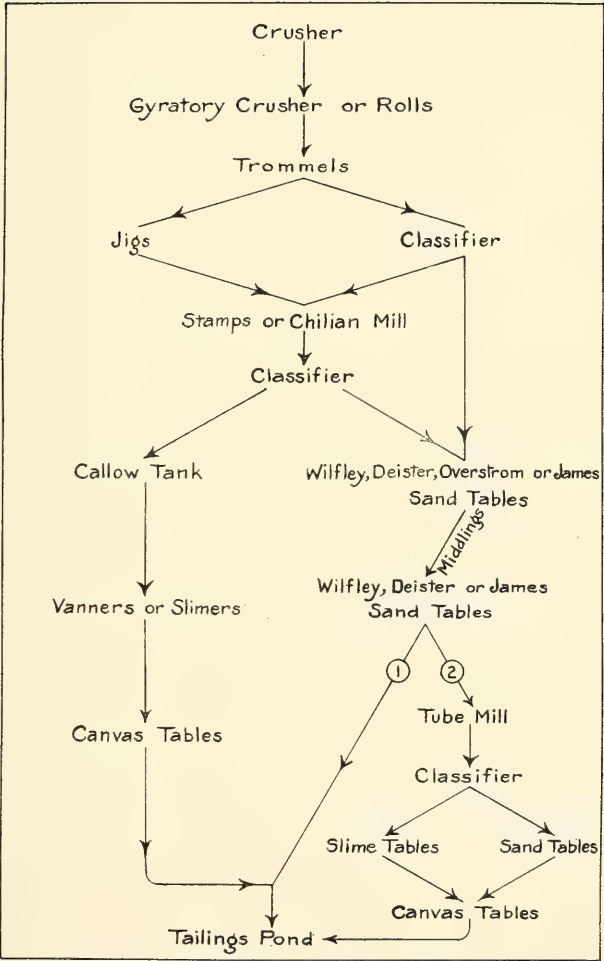 Crusher
Gyratory Crusher or Rolls
Trommels
Jigs
Classifier
Stamps or Chilian Mill
Classifier
Callow Tank
Wilfley, Deister, Overstrom or James
Sand Tables
Middlings
Wilfley, Deister or James
Sand Tables
Vanners or Slimers
1
2
Tube Mill
Canvas Tables
Classifier
Slime Tables
Sand Tables
Canvas Tables
Tailings Pond